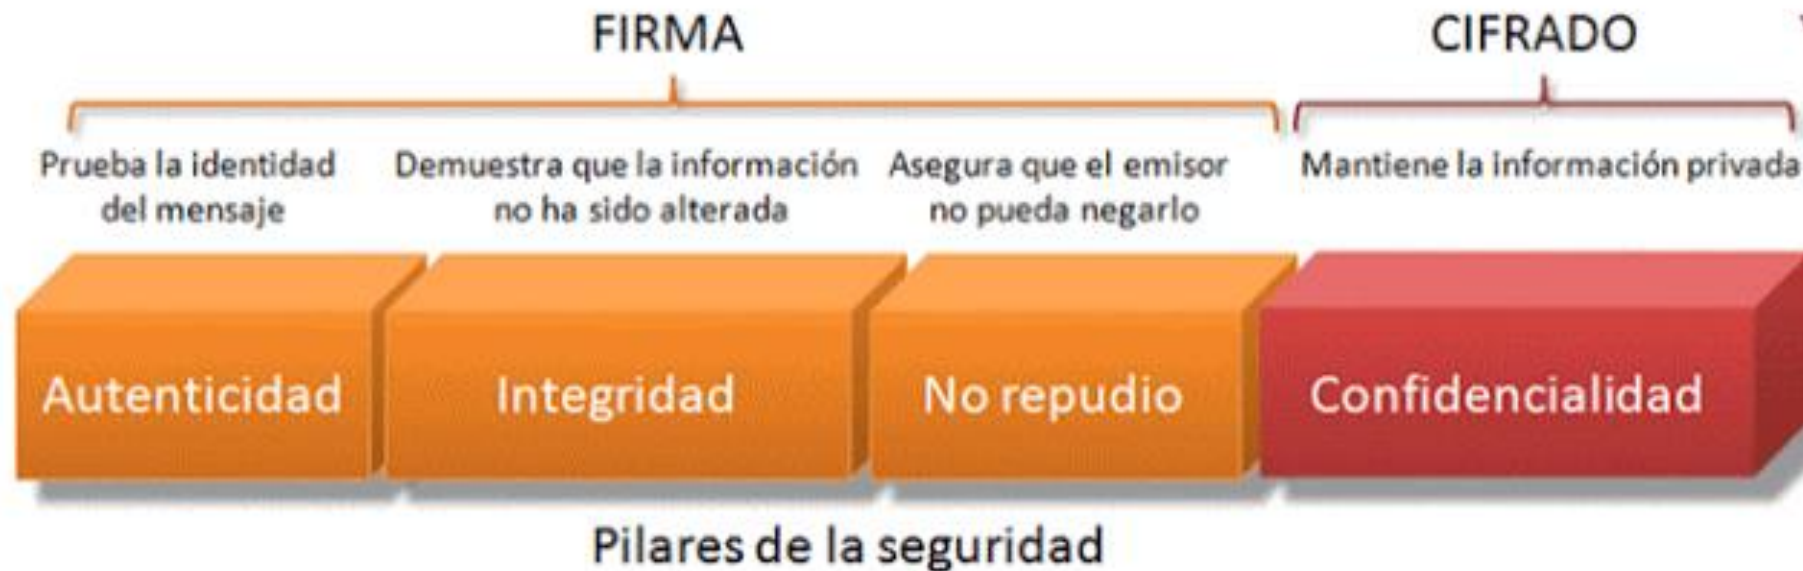 FIRMA
CIFRADO
Prueba la identidad
del mensaje
Demuestra que la información
no ha sido alterada
Asegura que el emisor
no pueda negarlo
Mantiene la información privada
Autenticidad
Integridad
No repudio
Confidencialidad
Pilares de la seguridad